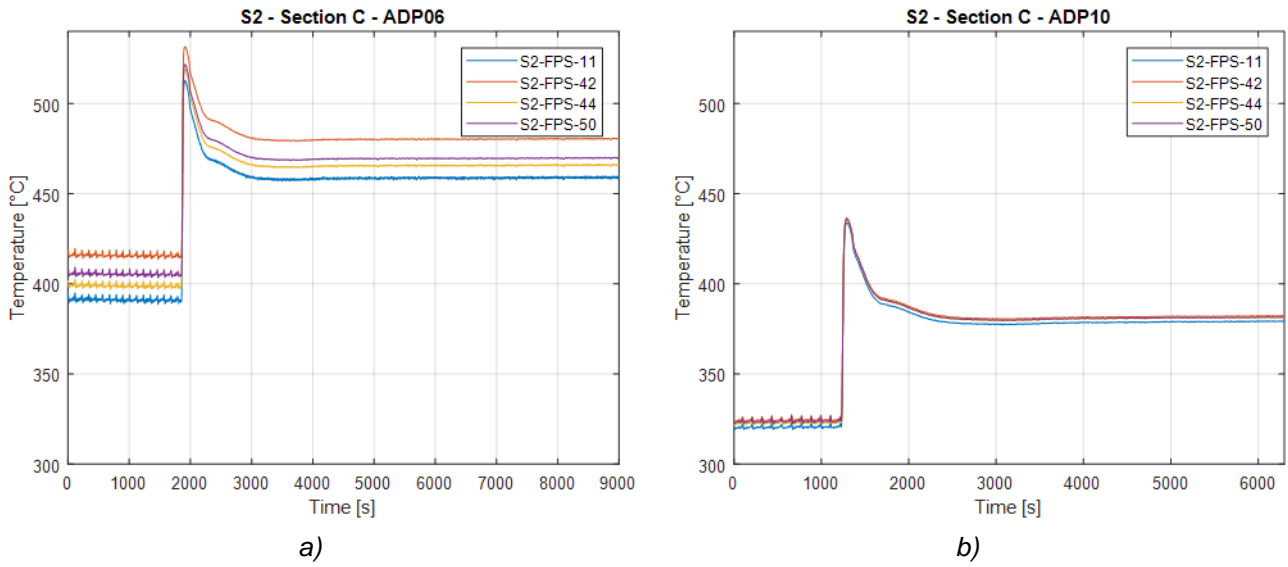 S2 - Section C - ADP06
S2-FPS-11
S2-FPS-42
S2-FPS-44
S2-FPS-50
Temperature [°C]
500
450
400
350
300
0 1000 2000 3000 4000 5000 6000 7000 8000 9000
Time [s]
a)
S2 - Section C - ADP10
S2-FPS-11
S2-FPS-42
S2-FPS-44
S2-FPS-50
Temperature [°C]
500
450
400
350
300
0 1000 2000 3000 4000 5000 6000
Time [s]
b)